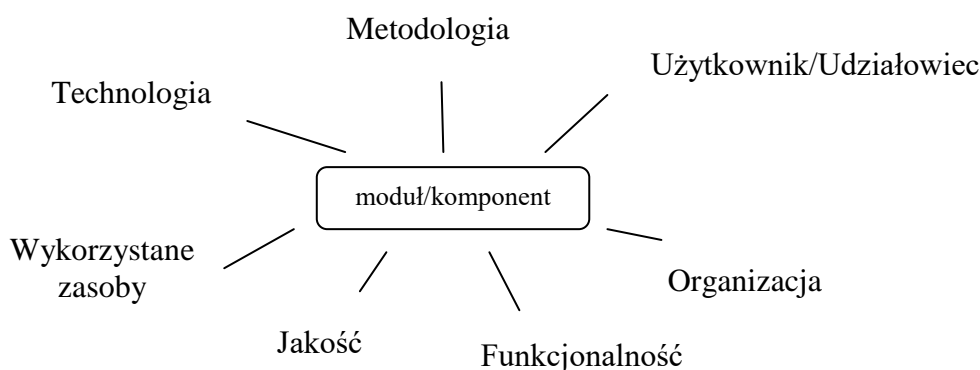 Metodologia
Użytkownik/Udziałowiec
Technologia
moduł/komponent
Wykorzystane
zasoby
Organizacja
Jakość
Funkcjonalność